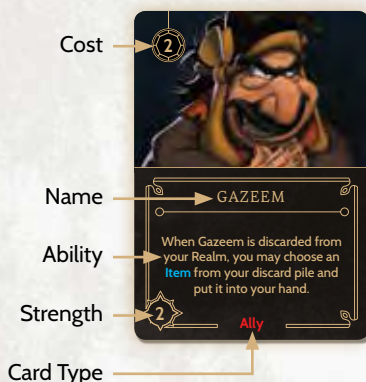 Cost
2
Name
GAZEEM
Ability
When Gazeem is discarded from
your Realm, you may choose an
Item from your discard pile and
put it into your hand.
Strength
2
Ally
Card Type